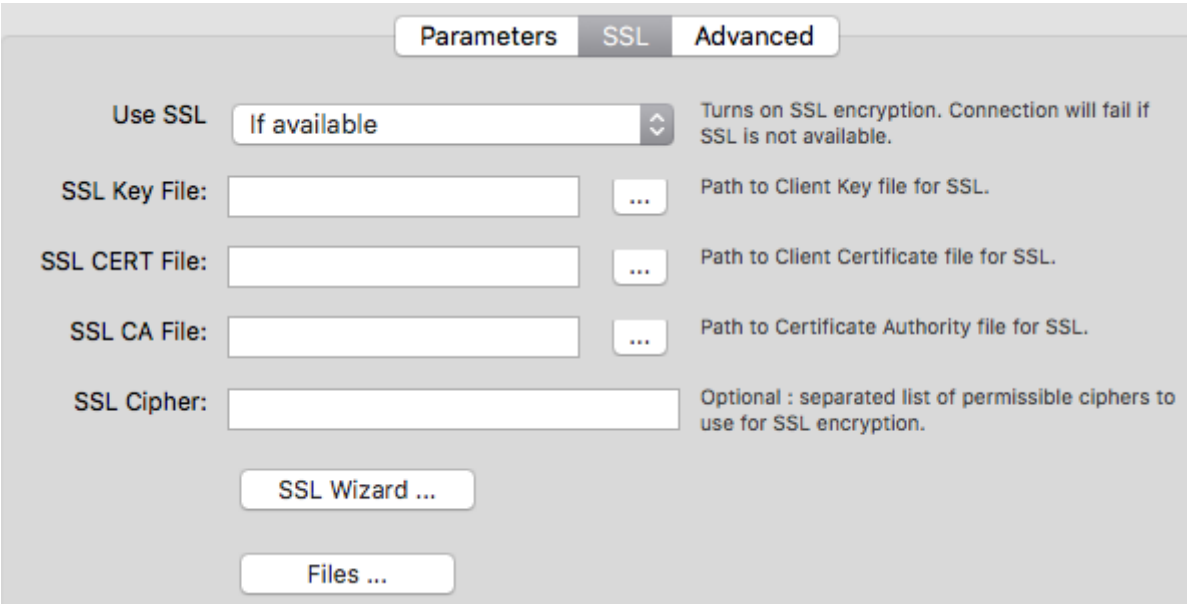 Parameters SSL Advanced
Use SSL If available Turns on SSL encryption. Connection will fail if
SSL is not available.
SSL Key File: ... Path to Client Key file for SSL.
SSL CERT File: ... Path to Client Certificate file for SSL.
SSL CA File: ... Path to Certificate Authority file for SSL.
SSL Cipher: Optional : separated list of permissible ciphers to
use for SSL encryption.
SSL Wizard ...
Files ...